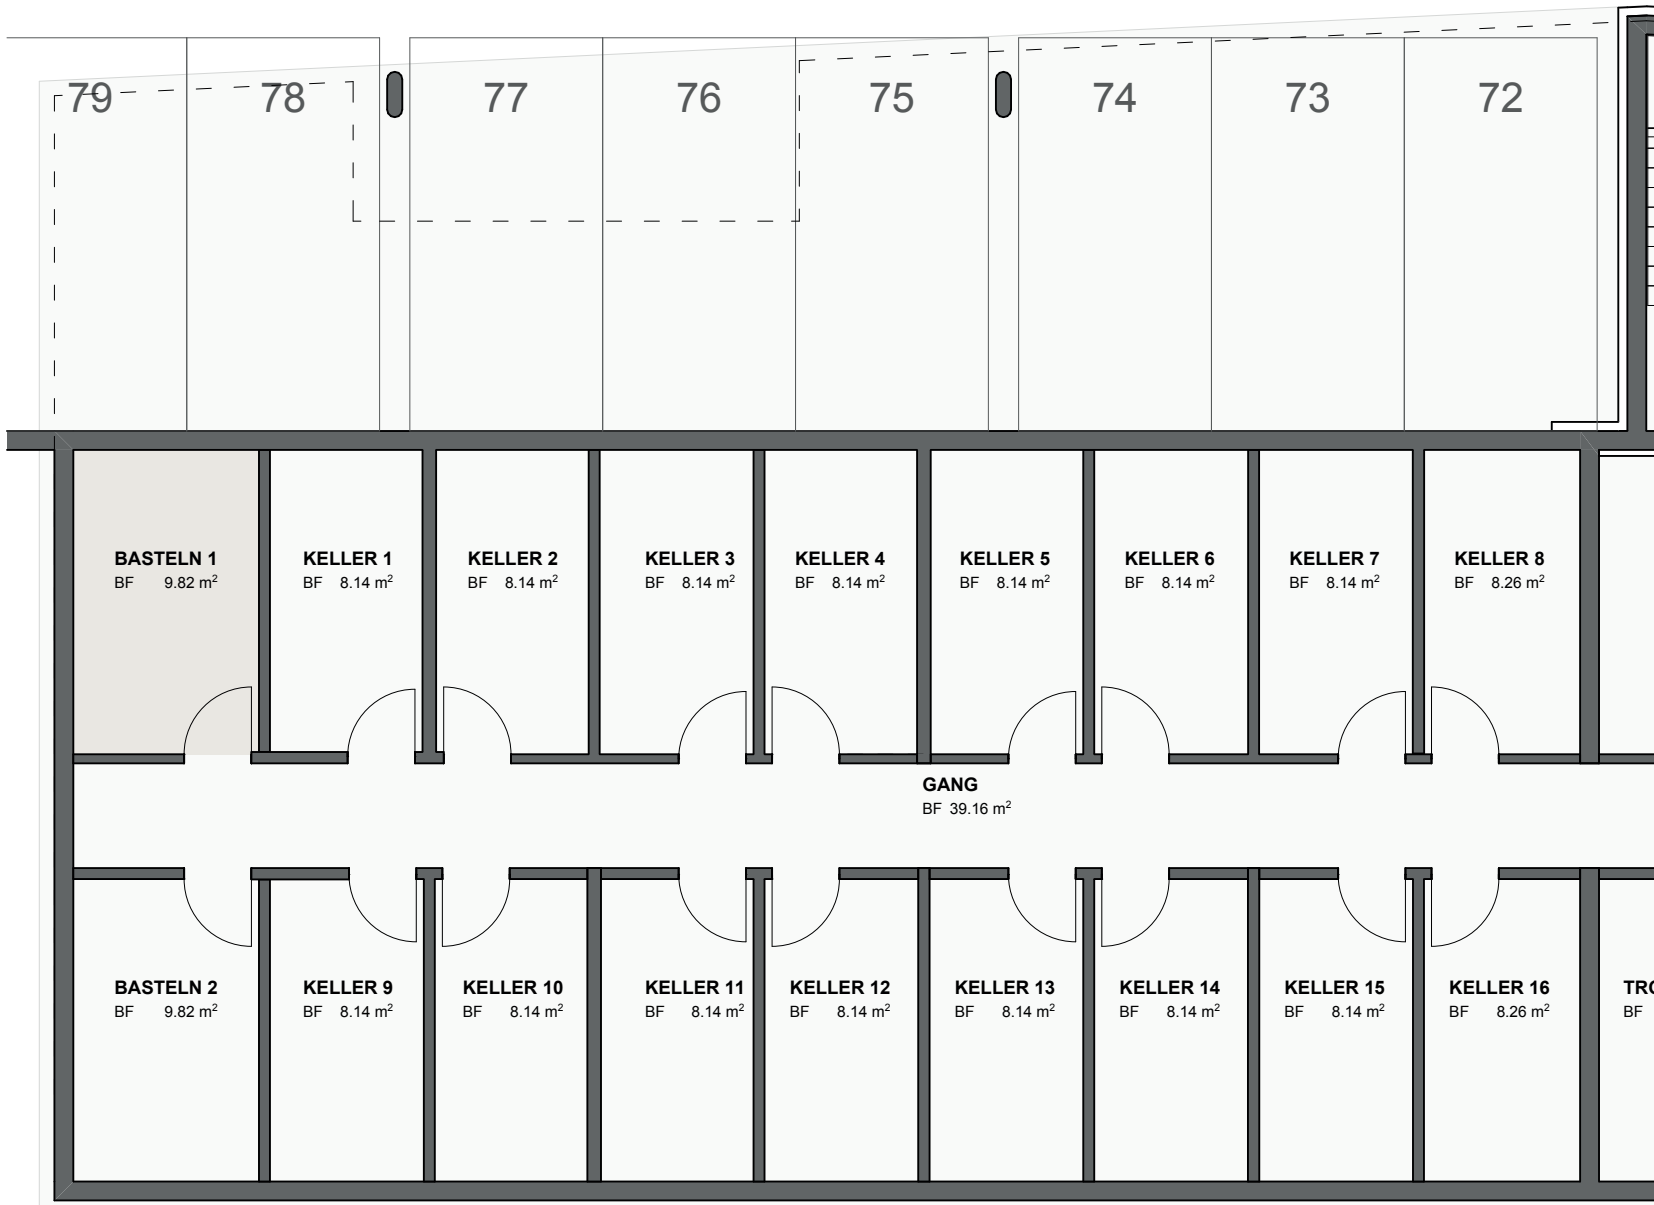 79 78 77 76 75 74 73 72
BASTELN 1
BF 9.82 m²
KELLER 1
BF 8.14 m²
KELLER 2
BF 8.14 m²
KELLER 3
BF 8.14 m²
KELLER 4
BF 8.14 m²
KELLER 5
BF 8.14 m²
KELLER 6
BF 8.14 m²
KELLER 7
BF 8.14 m²
KELLER 8
BF 8.26 m²
GANG
BF 39.16 m²
BASTELN 2
BF 9.82 m²
KELLER 9
BF 8.14 m²
KELLER 10
BF 8.14 m²
KELLER 11
BF 8.14 m²
KELLER 12
BF 8.14 m²
KELLER 13
BF 8.14 m²
KELLER 14
BF 8.14 m²
KELLER 15
BF 8.14 m²
KELLER 16
BF 8.26 m²
BF